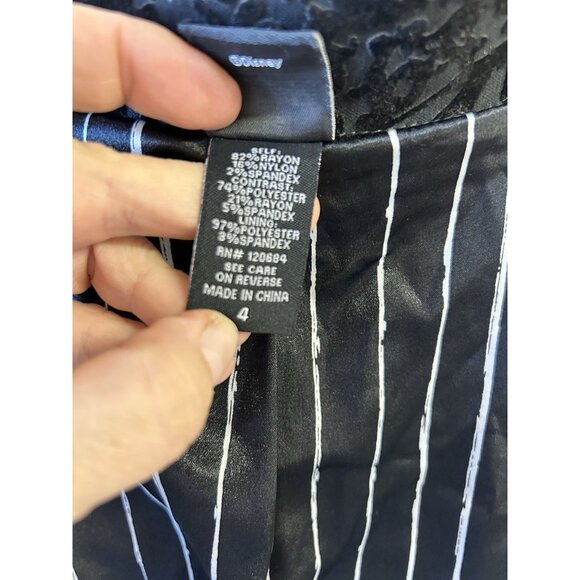 ©Disney
SELF:
82%RAYON
16%NYLON
2%SPANDEX
CONTRAST:
74%POLYESTER
21%RAYON
5%SPANDEX
LINING:
97%POLYESTER
3%SPANDEX
RN# 120684
SEE CARE
ON REVERSE
MADE IN CHINA
4